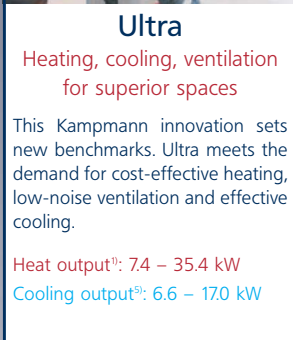 Ultra
Heating, cooling, ventilation
for superior spaces
This Kampmann innovation sets
new benchmarks. Ultra meets the
demand for cost-effective heating,
low-noise ventilation and effective
cooling.
Heat output¹⁾: 7.4 – 35.4 kW
Cooling output⁵⁾: 6.6 – 17.0 kW